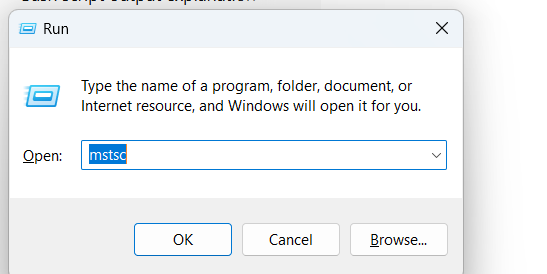 Run
Type the name of a program, folder, document, or
Internet resource, and Windows will open it for you.
Open:
mstsc
OK
Cancel
Browse...